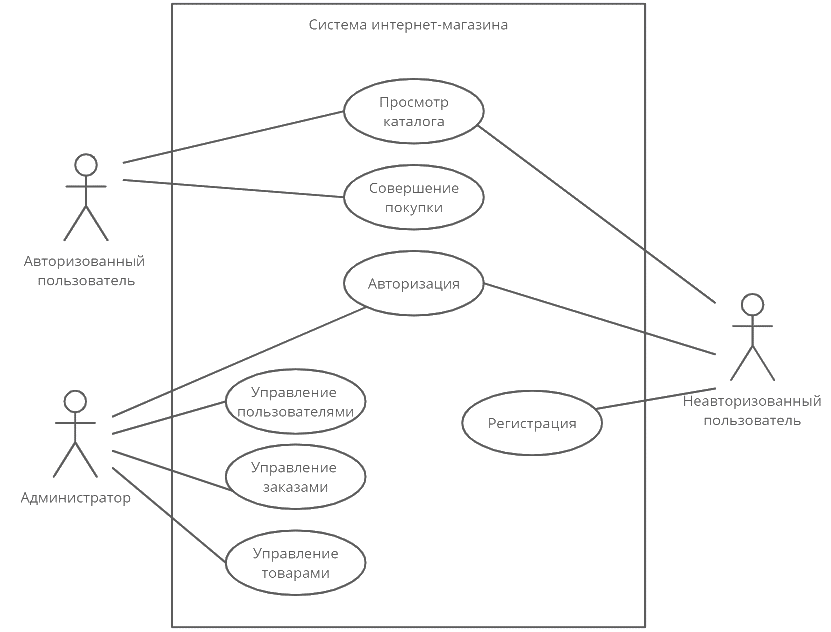 Система интернет-магазина
Просмотр
каталога
Совершение
покупки
Авторизованный
пользователь
Авторизация
Неавторизованный
пользователь
Управление
пользователями
Регистрация
Управление
заказами
Администратор
Управление
товарами